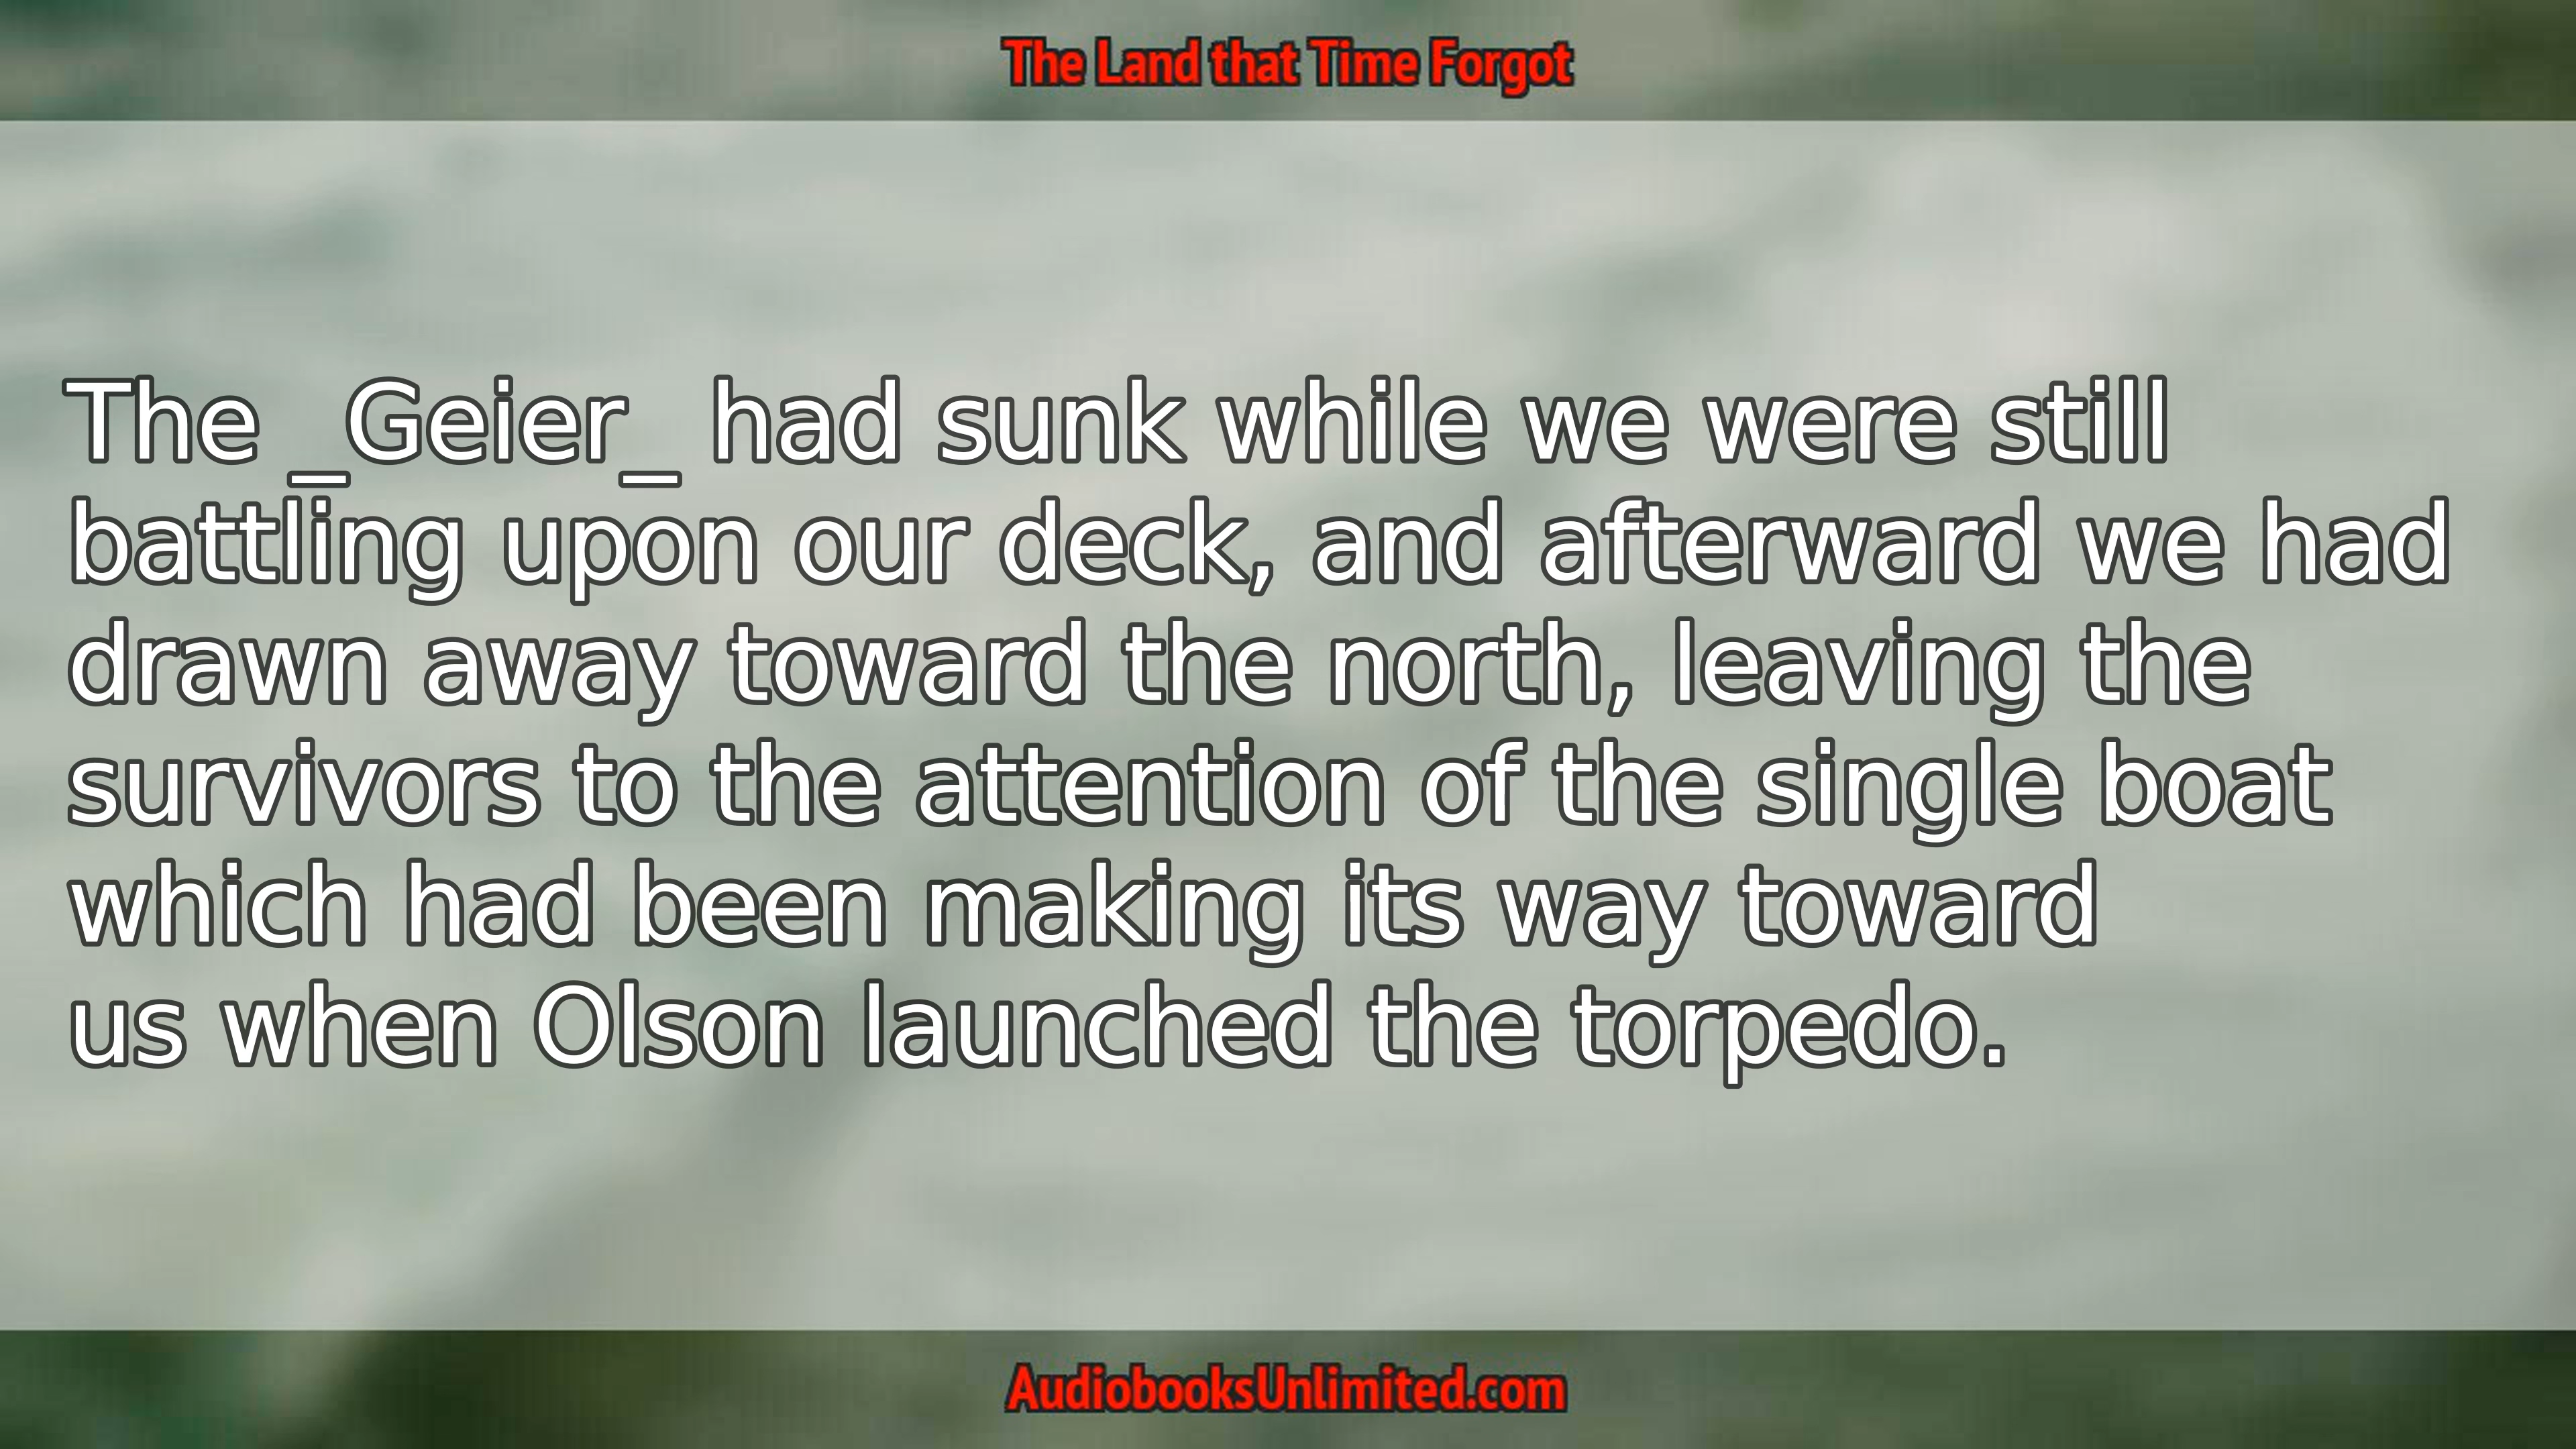 The Land that Time Forgot
The _Geier_ had sunk while we were still
battling upon our deck, and afterward we had
drawn away toward the north, leaving the
survivors to the attention of the single boat
which had been making its way toward
us when Olson launched the torpedo.
AudiobooksUnlimited.com